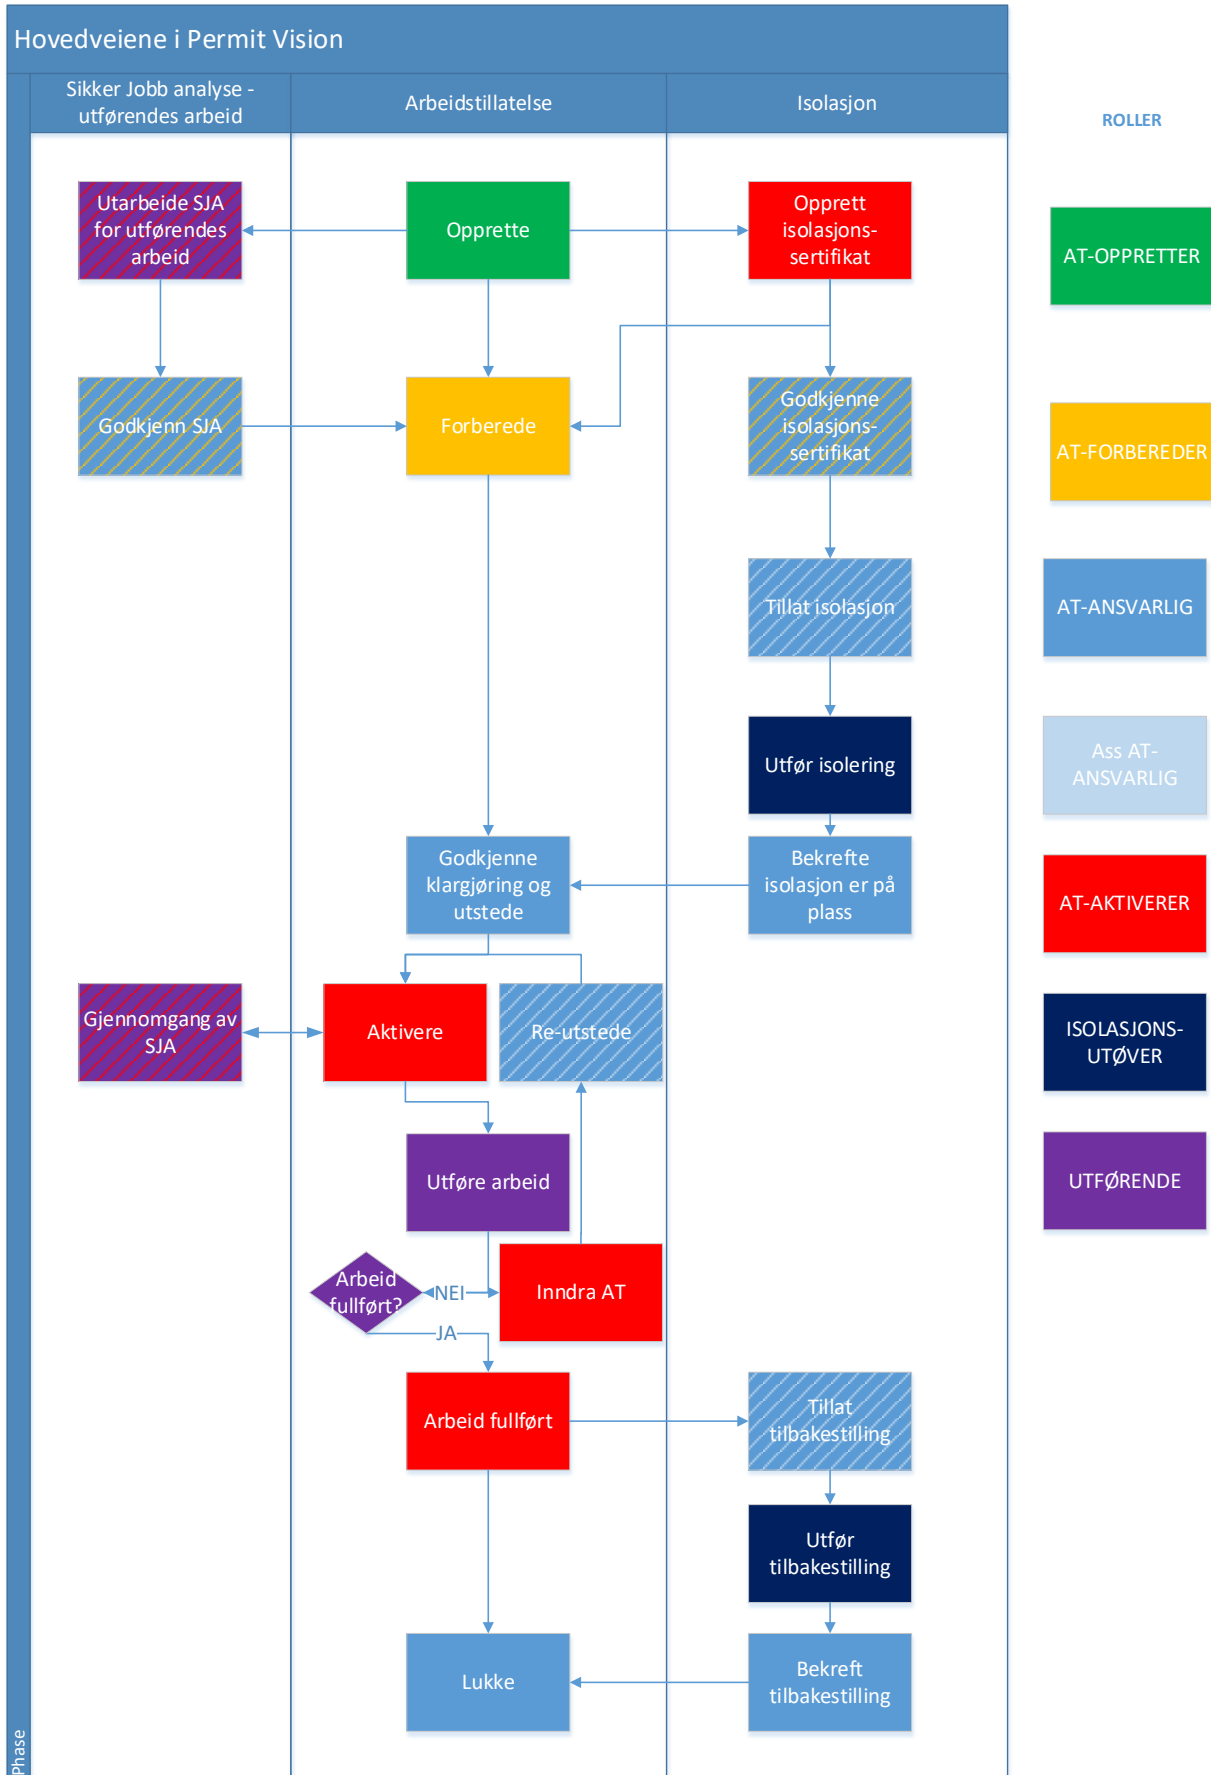 Hovedveiene i Permit Vision
Sikker Jobb analyse -
utførendes arbeid
Arbeidstillatelse
Isolasjon
ROLLER
Utarbeide SJA
for utførendes
arbeid
Opprette
Opprett
isolasjons-
sertifikat
AT-OPPRETTER
Godkjenn SJA
Forberede
Godkjenne
isolasjons-
sertifikat
AT-FORBEREDER
Tillat isolasjon
AT-ANSVARLIG
Utfør isolering
Ass AT-
ANSVARLIG
Godkjenne
klargjøring og
utstede
Bekrefte
isolasjon er på
plass
AT-AKTIVERER
Gjennomgang av
SJA
Aktivere
Re-utstede
ISOLASJONS-
UTØVER
Utføre arbeid
UTFØRENDE
Arbeid
fullført?
NEI
Inndra AT
JA
Arbeid fullført
Tillat
tilbakestilling
Utfør
tilbakestilling
Lukke
Bekreft
tilbakestilling
Phase